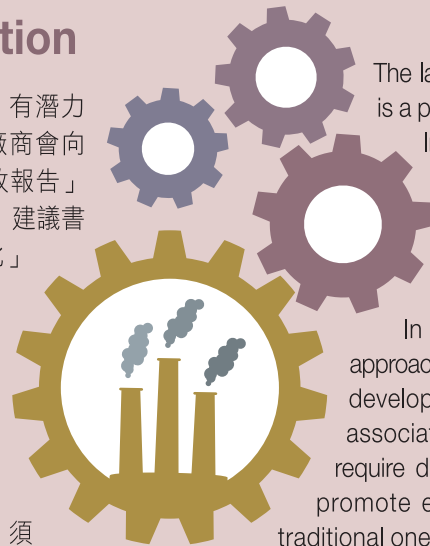 tion
有潛力
廠商會向
報告」
建議書
」
須
The la
is a p
I
In
approac
develop
associat
require d
promote e
traditional one